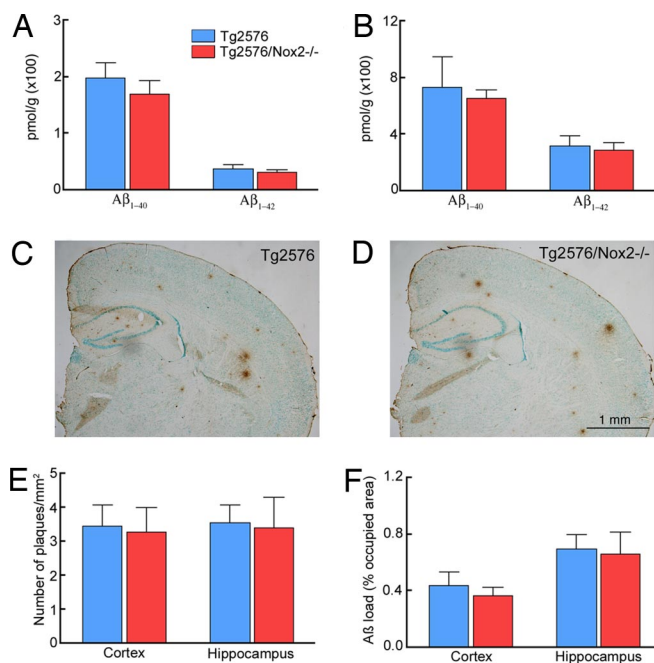 A
Tg2576
Tg2576/Nox2-/-
pmol/g (x100)
3
2
1
0
Aβ1–40
Aβ1–42
B
pmol/g (x100)
12
8
4
0
Aβ1–40
Aβ1–42
C
Tg2576
D
Tg2576/Nox2-/-
1 mm
E
Number of plaques/mm²
5
4
3
2
1
0
Cortex
Hippocampus
F
Aß load (% occupied area)
1.2
0.8
0.4
0.0
Cortex
Hippocampus